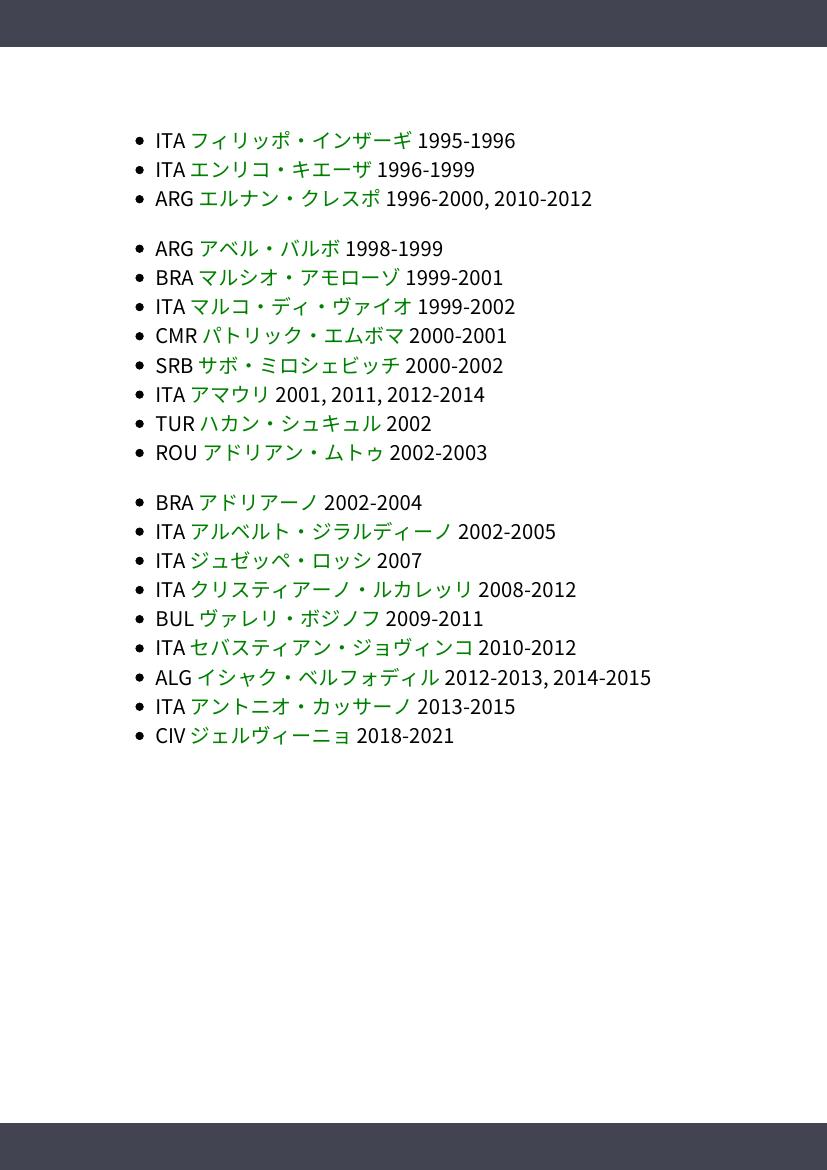 • ITA フィリッポ・インザーギ 1995-1996
• ITA エンリコ・キエーザ 1996-1999
• ARG エルナン・クレスポ 1996-2000, 2010-2012
• ARG アベル・バルボ 1998-1999
• BRA マルシオ・アモローゾ 1999-2001
• ITA マルコ・ディ・ヴァイオ 1999-2002
• CMR パトリック・エムボマ 2000-2001
• SRB サボ・ミロシェビッチ 2000-2002
• ITA アマウリ 2001, 2011, 2012-2014
• TUR ハカン・シュキュル 2002
• ROU アドリアン・ムトゥ 2002-2003
• BRA アドリアーノ 2002-2004
• ITA アルベルト・ジラルディーノ 2002-2005
• ITA ジュゼッペ・ロッシ 2007
• ITA クリスティアーノ・ルカレッリ 2008-2012
• BUL ヴァレリ・ボジノフ 2009-2011
• ITA セバスティアン・ジョヴィンコ 2010-2012
• ALG イシャク・ベルフォディル 2012-2013, 2014-2015
• ITA アントニオ・カッサーノ 2013-2015
• CIV ジェルヴィーニョ 2018-2021